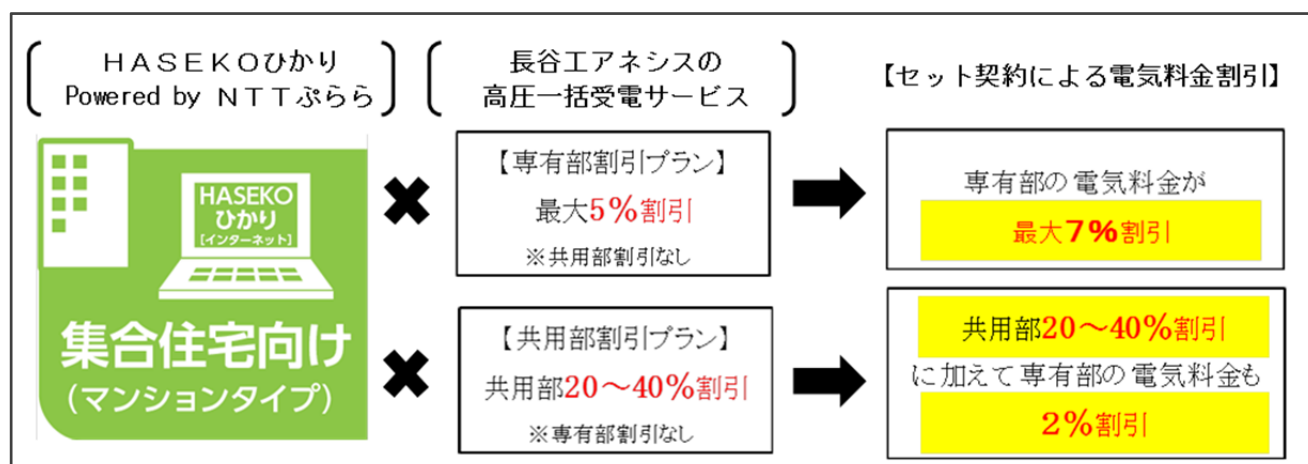 ＨＡＳＥＫＯひかり
Powered by ＮＴＴぷらら
長谷工アネシスの
高圧一括受電サービス
【セット契約による電気料金割引】
HASEKO
ひかり
[インターネット]
集合住宅向け
(マンションタイプ)
【専有部割引プラン】
最大5%割引
※共用部割引なし
専有部の電気料金が
最大7%割引
【共用部割引プラン】
共用部20～40%割引
※専有部割引なし
共用部20～40%割引
に加えて専有部の電気料金も
2%割引